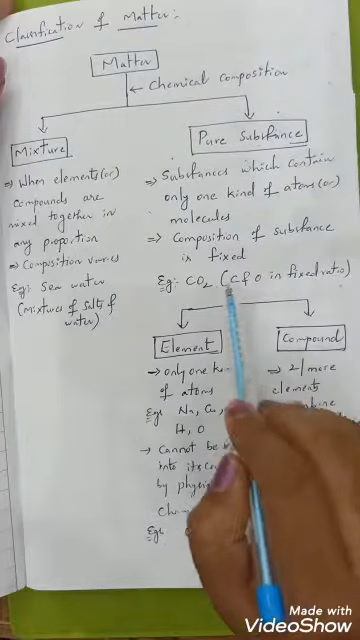 Classification of Matter:
Matter
Chemical composition
Mixture
⇒ When elements (or)
compounds are
mixed together in
any proportion
⇒ Composition varies
Eg: Sea water
(Mixtures of salts &
water)
Pure Substance
⇒ Substances which contain
only one kind of atoms (or)
molecules
⇒ Composition of substance
is fixed
Eg: CO2 (C & O in fixed ratio)
Element
→ only one
of atoms
Eg Na, Cu,
H, O
→ Cannot be
into its
by
Eg:
Compound
⇒ 2/more
elements
Made with
VideoShow